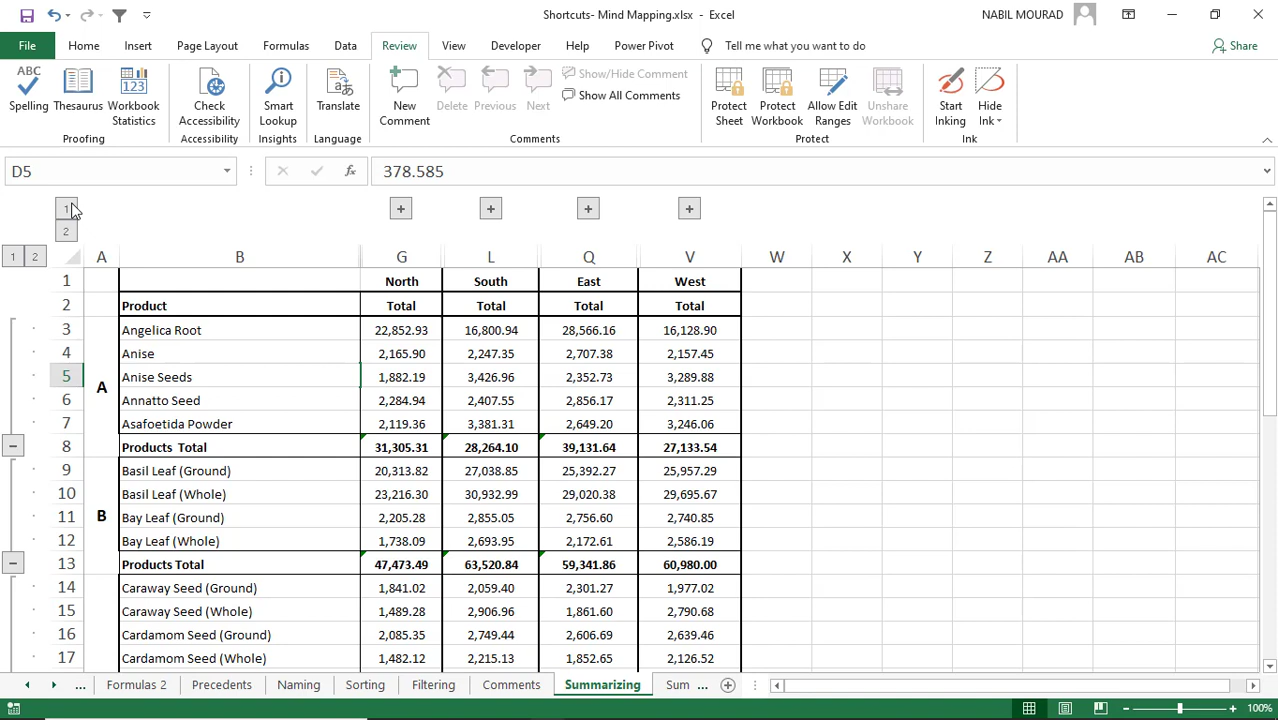 Shortcuts- Mind Mapping.xlsx - Excel
NABIL MOURAD
File Home Insert Page Layout Formulas Data Review View Developer Help Power Pivot Tell me what you want to do Share
ABC
123
Spelling Thesaurus Workbook Statistics
Check Accessibility
Smart Lookup
Translate
New Comment Delete Previous Next
Show/Hide Comment
Show All Comments
Protect Sheet Protect Workbook Allow Edit Ranges Unshare Workbook
Start Inking Hide Ink
Proofing Accessibility Insights Language Comments Protect Ink
D5 fx 378.585
1 + + + +
2
1 2 A B G L Q V W X Y Z AA AB AC
1 North South East West
2 Product Total Total Total Total
3 Angelica Root 22,852.93 16,800.94 28,566.16 16,128.90
4 Anise 2,165.90 2,247.35 2,707.38 2,157.45
5 Anise Seeds 1,882.19 3,426.96 2,352.73 3,289.88
A
6 Annatto Seed 2,284.94 2,407.55 2,856.17 2,311.25
7 Asafoetida Powder 2,119.36 3,381.31 2,649.20 3,246.06
8 Products Total 31,305.31 28,264.10 39,131.64 27,133.54
9 Basil Leaf (Ground) 20,313.82 27,038.85 25,392.27 25,957.29
10 Basil Leaf (Whole) 23,216.30 30,932.99 29,020.38 29,695.67
B
11 Bay Leaf (Ground) 2,205.28 2,855.05 2,756.60 2,740.85
12 Bay Leaf (Whole) 1,738.09 2,693.95 2,172.61 2,586.19
13 Products Total 47,473.49 63,520.84 59,341.86 60,980.00
14 Caraway Seed (Ground) 1,841.02 2,059.40 2,301.27 1,977.02
15 Caraway Seed (Whole) 1,489.28 2,906.96 1,861.60 2,790.68
16 Cardamom Seed (Ground) 2,085.35 2,749.44 2,606.69 2,639.46
17 Cardamom Seed (Whole) 1,482.12 2,215.13 1,852.65 2,126.52
... Formulas 2 Precedents Naming Sorting Filtering Comments Summarizing Sum ...
100%